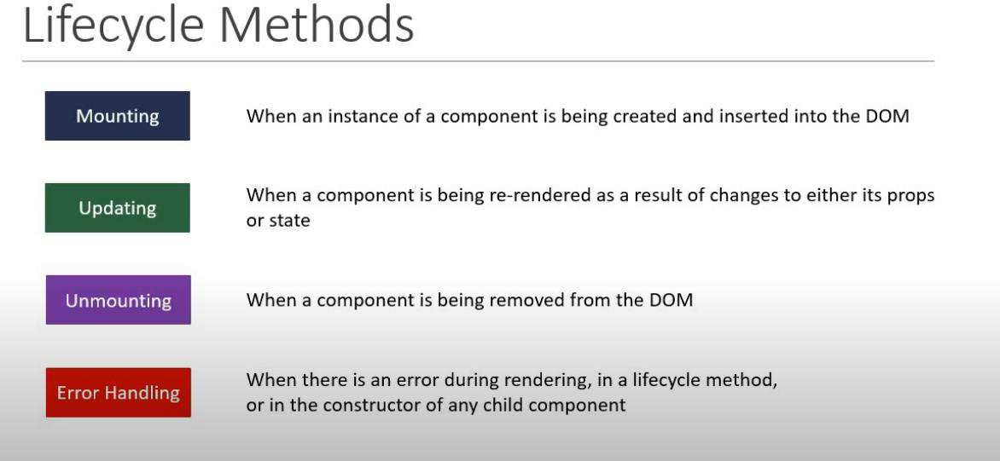 Lifecycle Methods
Mounting
When an instance of a component is being created and inserted into the DOM
Updating
When a component is being re-rendered as a result of changes to either its props
or state
Unmounting
When a component is being removed from the DOM
Error Handling
When there is an error during rendering, in a lifecycle method,
or in the constructor of any child component